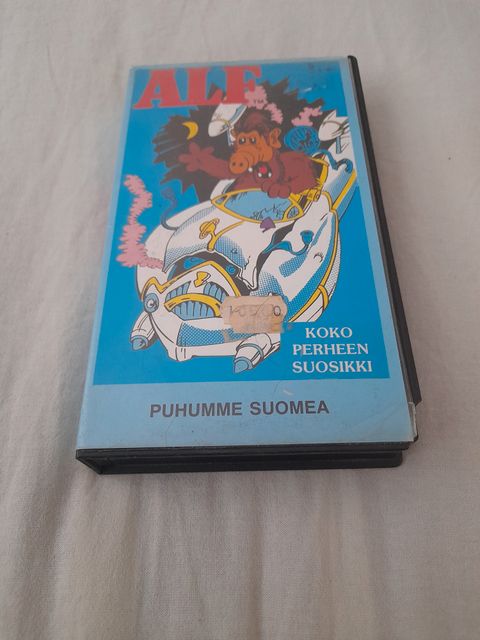 ALF
KOKO
PERHEEN
SUOSIKKI
PUHUMME SUOMEA